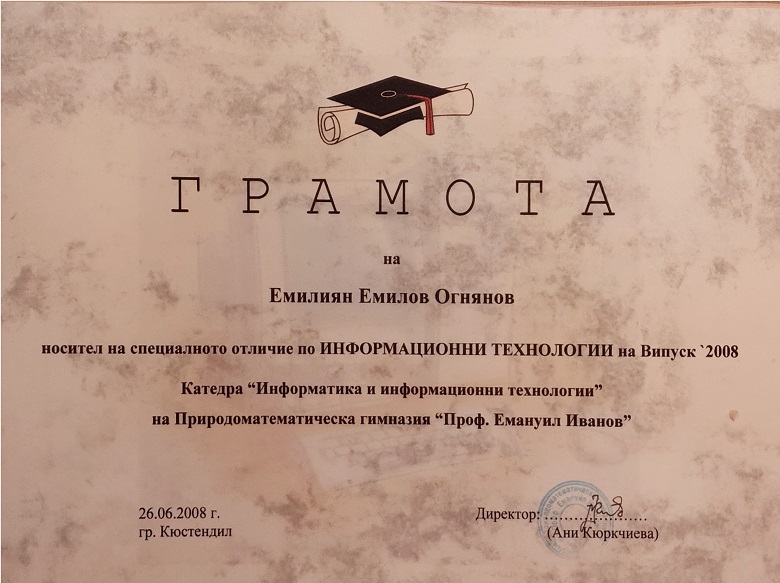 ГРАМОТА
на
Емилиян Емилов Огнянов
носител на специалното отличие по ИНФОРМАЦИОННИ ТЕХНОЛОГИИ на Випуск `2008
Катедра “Информатика и информационни технологии”
на Природоматематическа гимназия “Проф. Емануил Иванов”
26.06.2008 г.
гр. Кюстендил
Директор: ..................
(Ани Кюркчиева)